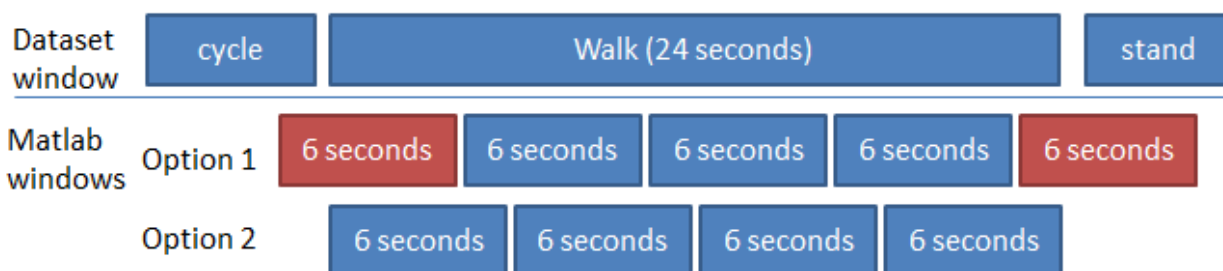 Dataset window
cycle
Walk (24 seconds)
stand
Matlab windows
Option 1
6 seconds
6 seconds
6 seconds
6 seconds
6 seconds
Option 2
6 seconds
6 seconds
6 seconds
6 seconds